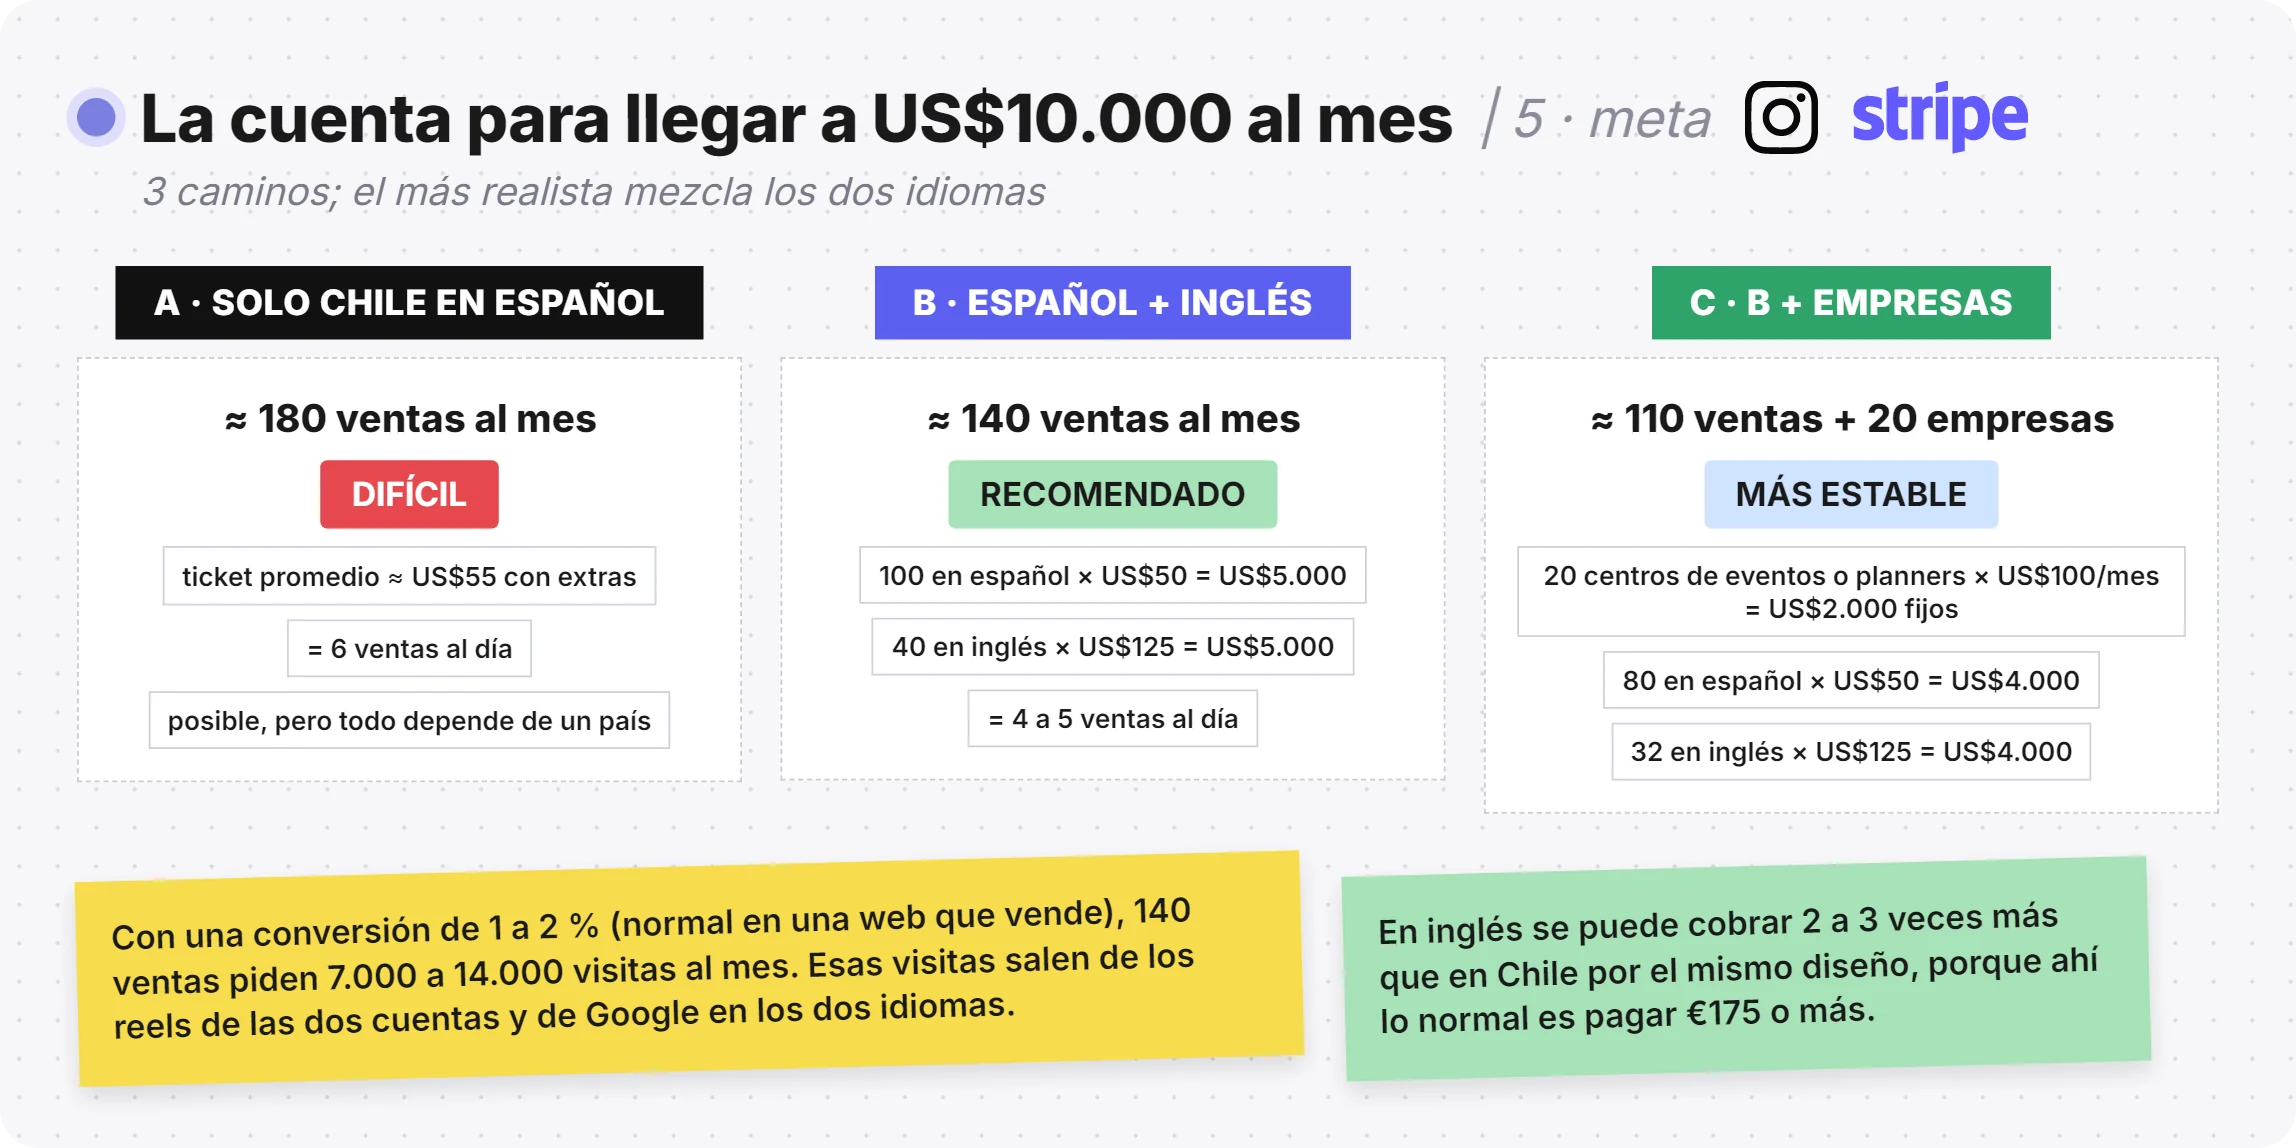 La cuenta para llegar a US$10.000 al mes | 5 · meta stripe
3 caminos; el más realista mezcla los dos idiomas
A · SOLO CHILE EN ESPAÑOL
≈ 180 ventas al mes
DIFÍCIL
ticket promedio ≈ US$55 con extras
= 6 ventas al día
posible, pero todo depende de un país
B · ESPAÑOL + INGLÉS
≈ 140 ventas al mes
RECOMENDADO
100 en español × US$50 = US$5.000
40 en inglés × US$125 = US$5.000
= 4 a 5 ventas al día
C · B + EMPRESAS
≈ 110 ventas + 20 empresas
MÁS ESTABLE
20 centros de eventos o planners × US$100/mes
= US$2.000 fijos
80 en español × US$50 = US$4.000
32 en inglés × US$125 = US$4.000
Con una conversión de 1 a 2 % (normal en una web que vende), 140
ventas piden 7.000 a 14.000 visitas al mes. Esas visitas salen de los
reels de las dos cuentas y de Google en los dos idiomas.
En inglés se puede cobrar 2 a 3 veces más
que en Chile por el mismo diseño, porque ahí
lo normal es pagar €175 o más.